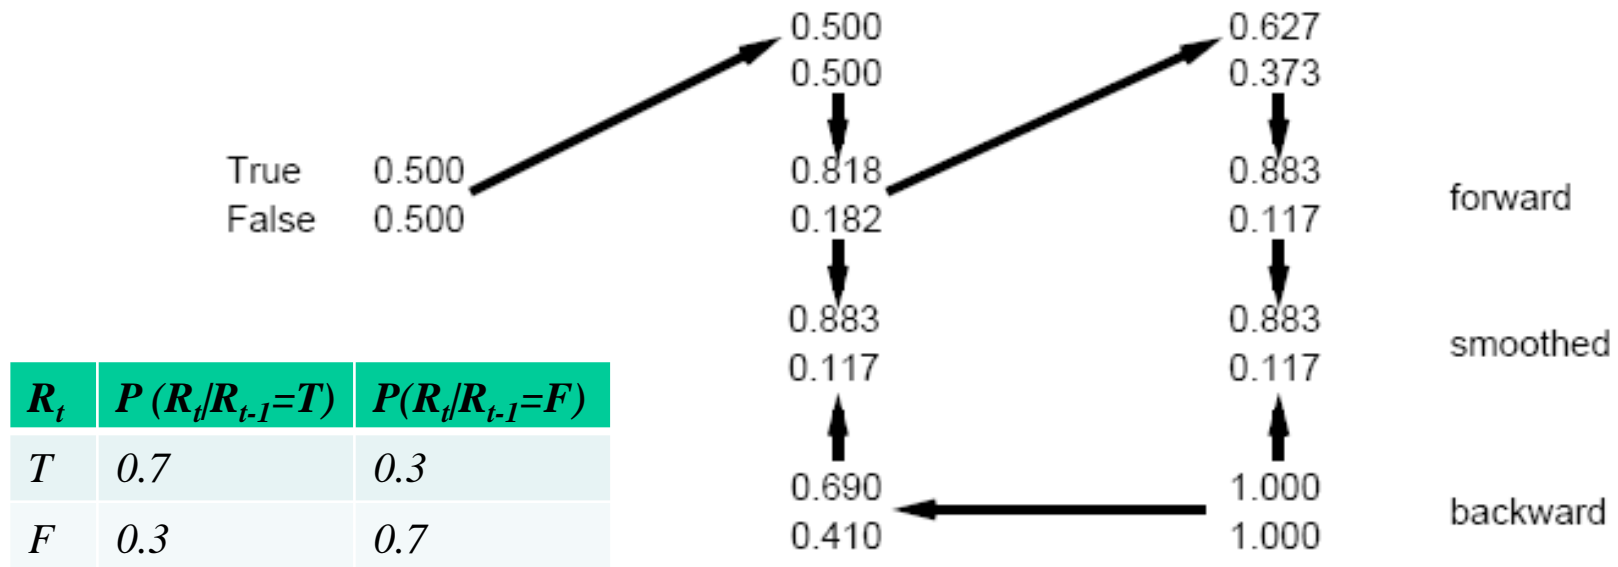 0.500 0.627
0.500 0.373
True 0.500 0.818 0.883
False 0.500 0.182 0.117 forward
0.883 0.883
0.117 0.117 smoothed
R_t P (R_t/R_{t-1}=T) P(R_t/R_{t-1}=F)
T 0.7 0.3
F 0.3 0.7
0.690 1.000
0.410 1.000 backward